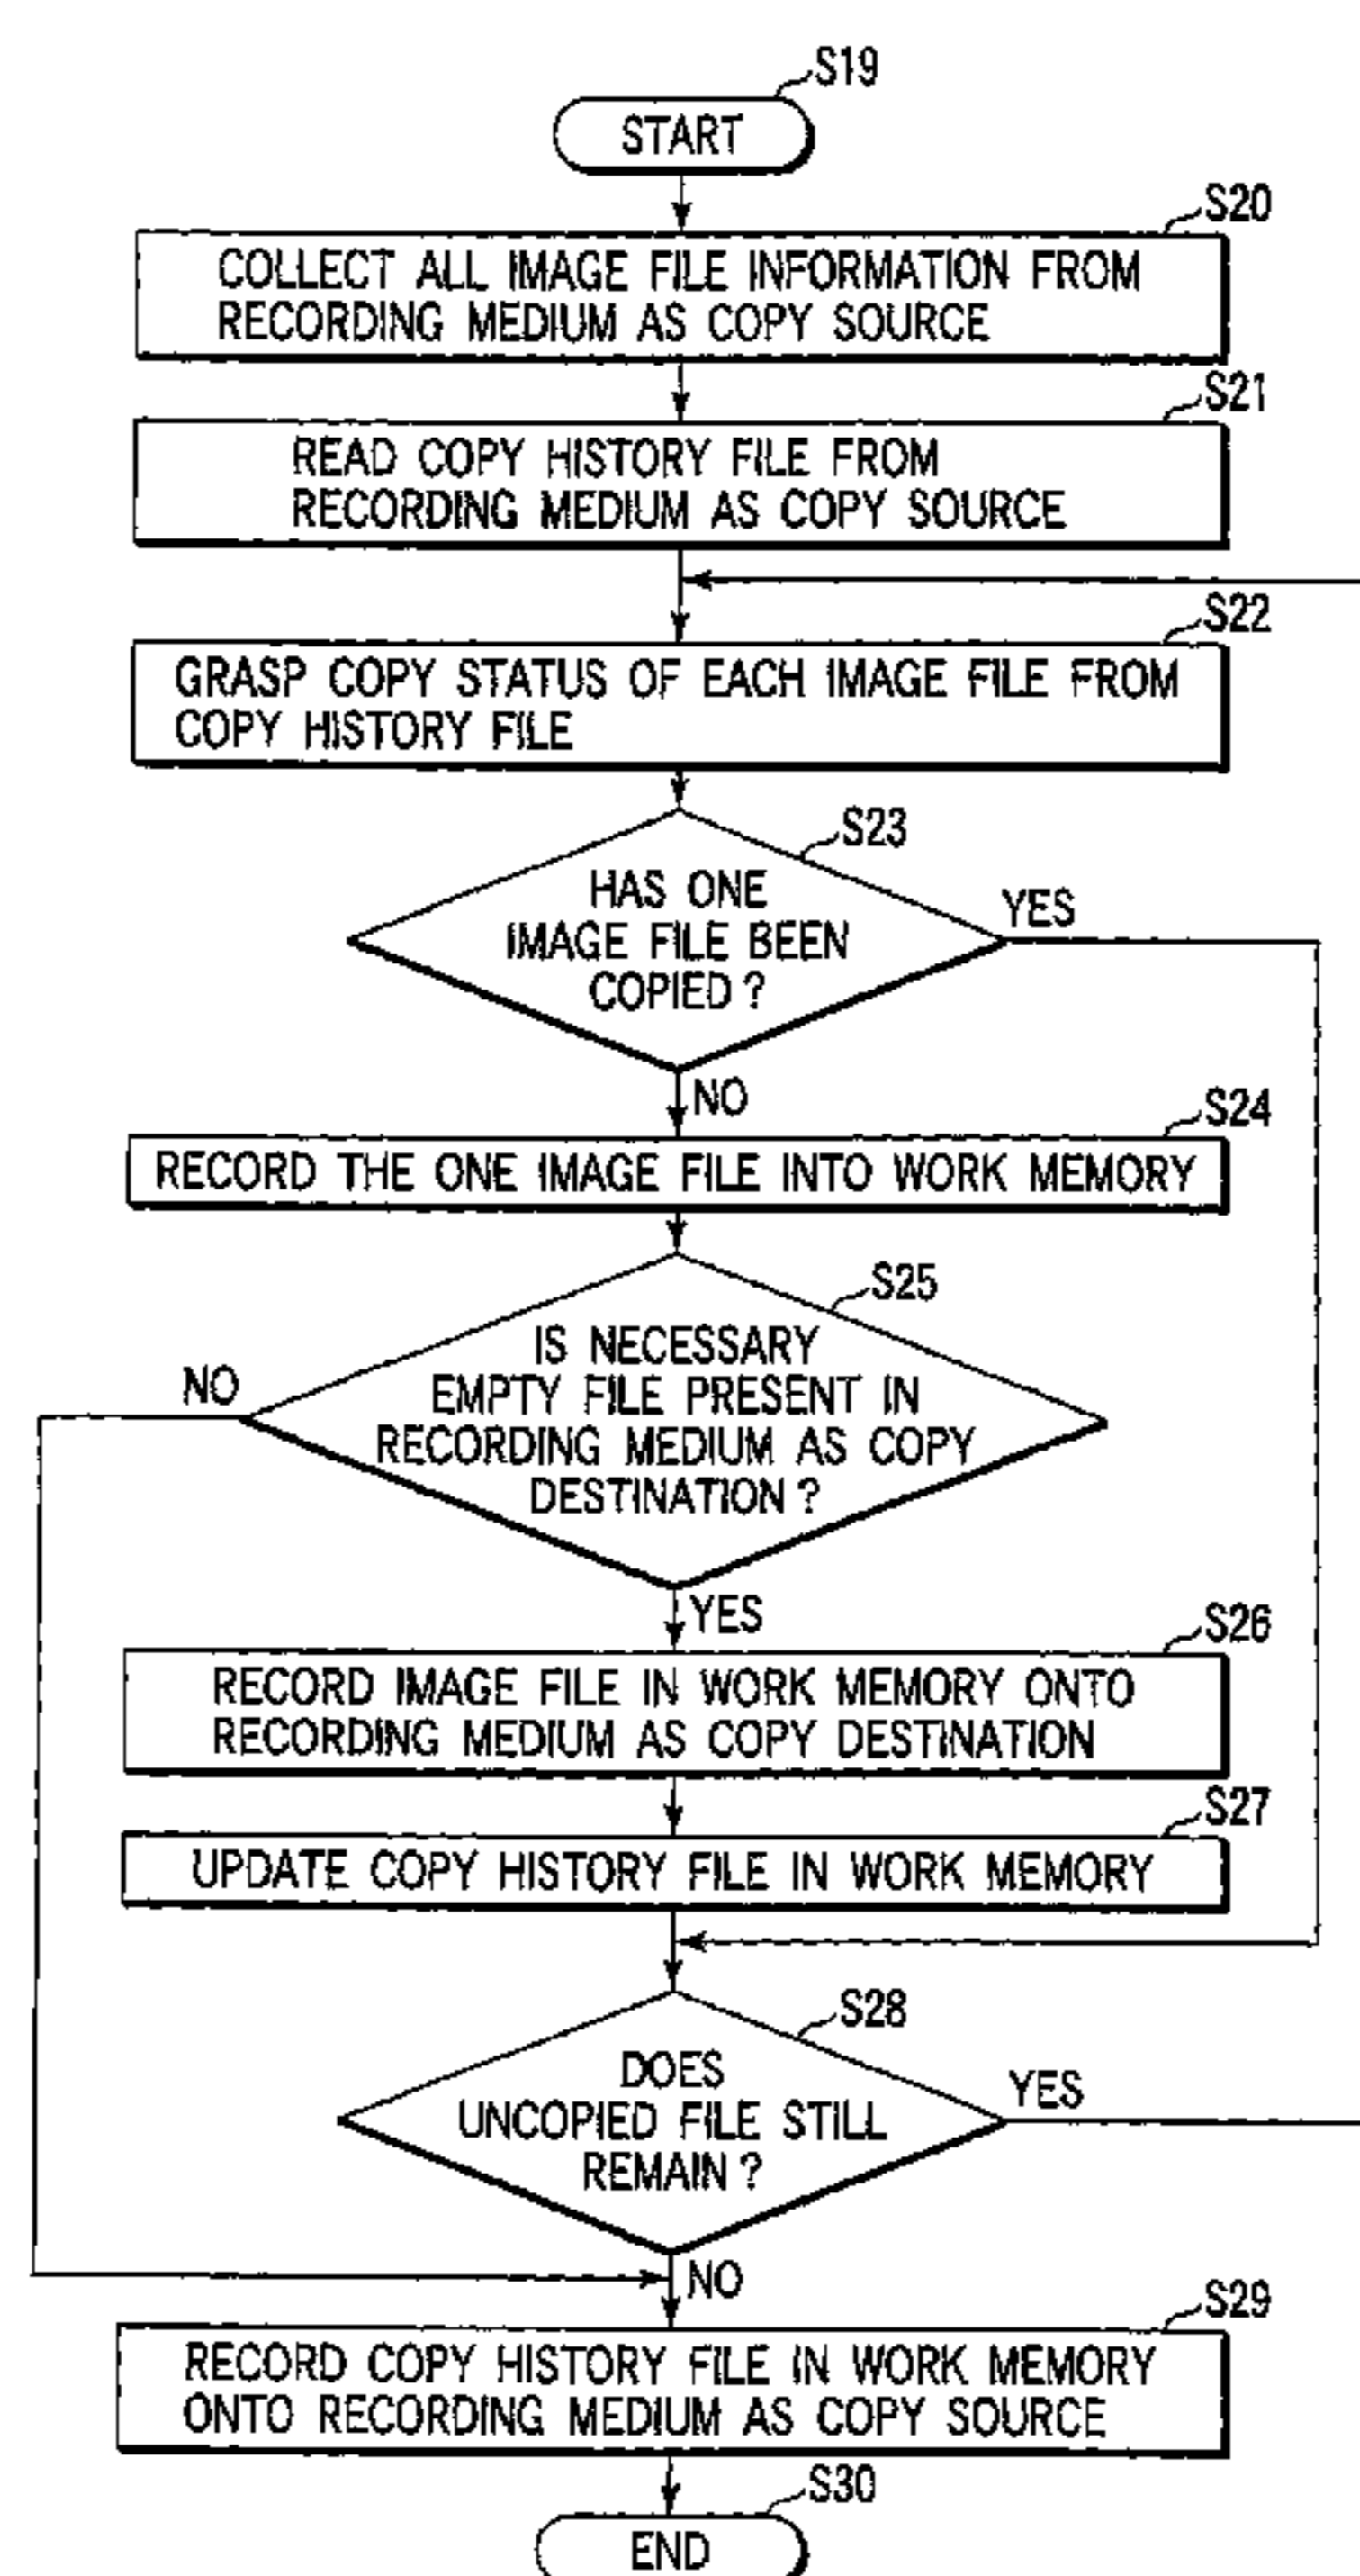 S19
START
S20
COLLECT ALL IMAGE FILE INFORMATION FROM
RECORDING MEDIUM AS COPY SOURCE
S21
READ COPY HISTORY FILE FROM
RECORDING MEDIUM AS COPY SOURCE
S22
GRASP COPY STATUS OF EACH IMAGE FILE FROM
COPY HISTORY FILE
S23
HAS ONE
IMAGE FILE BEEN
COPIED ?
YES
NO
S24
RECORD THE ONE IMAGE FILE INTO WORK MEMORY
S25
IS NECESSARY
EMPTY FILE PRESENT IN
RECORDING MEDIUM AS COPY
DESTINATION ?
NO
YES
S26
RECORD IMAGE FILE IN WORK MEMORY ONTO
RECORDING MEDIUM AS COPY DESTINATION
S27
UPDATE COPY HISTORY FILE IN WORK MEMORY
S28
DOES
UNCOPIED FILE STILL
REMAIN ?
YES
NO
S29
RECORD COPY HISTORY FILE IN WORK MEMORY
ONTO RECORDING MEDIUM AS COPY SOURCE
S30
END